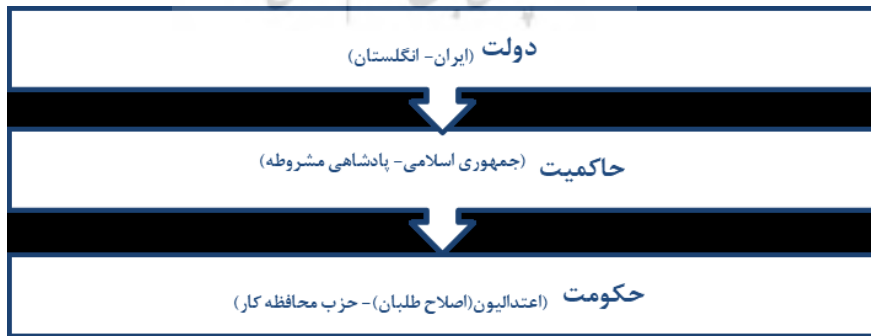 دولت (ایران- انگلستان)
حاکمیت (جمهوری اسلامی- پادشاهی مشروطه)
حکومت (اعتدالیون(اصلاح طلبان)- حزب محافظه کار)